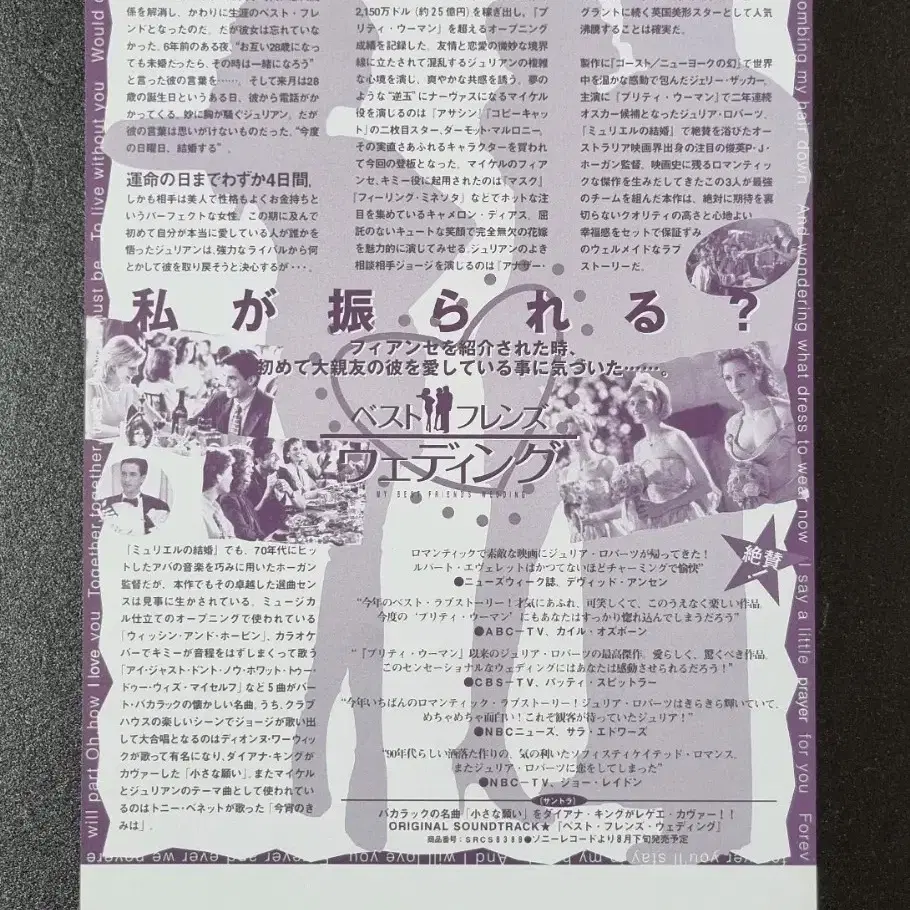 係を解消し、かわりに生涯のベスト・フレ
ンドとなったのだ。だが彼女は忘れていな
かった。6年前のある夜、“お互い28歳になっ
ても未婚だったら、その時は一緒になろう”
と言った彼の言葉を……。そして来月は28
歳の誕生日というある日、彼から電話がか
かってくる。妙に胸が騒ぐジュリアン。だが
彼の言葉は思いがけないものだった。“今度
の日曜日、結婚する”。
運命の日までわずか4日間。
しかも相手は美人で性格もよくお金持ちと
いうパーフェクトな女性。この期に及んで
初めて自分が本当に愛している人が誰かを
悟ったジュリアンは、強力なライバルから何
とかして彼を取り戻そうと決心するが・・・。
2,150万ドル（約25億円）を稼ぎ出し、『プ
リティ・ウーマン』を超えるオープニング
成績を記録した。友情と恋愛の微妙な境界
線に立たされて混乱するジュリアンの複雑
な心境を演じ、爽やかな共感を誘う。夢の
ような“逆玉”にナーヴァスになるマイケル
役を演じるのは『アサシン』『コピーキャッ
ト』の二枚目スター、ダーモット・マルロニー。
その実直さあふれるキャラクターを買われ
て今回の登板となった。マイケルのフィア
ンセ、キミー役に起用されたのは『マスク』
『フィーリング・ミネソタ』などでホットな注
目を集めているキャメロン・ディアス。屈
託のないキュートな笑顔で完全無欠の花嫁
を魅力的に演じてみせる。ジュリアンのよき
相談相手ジョージを演じるのは『アナザー・
グラントに続く英国美形スターとして人気
沸騰することは確実だ。
製作に『ゴースト／ニューヨークの幻』で世界
中を温かな感動で包んだジェリー・ザッカー。
主演に『プリティ・ウーマン』で二年連続
オスカー候補となったジュリア・ロバーツ。
『ミュリエルの結婚』で絶賛を浴びたオー
ストラリア映画界出身の注目の俊英P・J・
ホーガン監督。映画史に残るロマンティッ
クな傑作を生みだしてきたこの3人が最強
のチームを組んだ本作は、絶対に期待を裏
切らないクオリティの高さと心地よい
幸福感をセットで保証ずみ
のウェルメイドなラブ
ストーリーだ。
私が振られる？
フィアンセを紹介された時、
初めて大親友の彼を愛している事に気づいた……。
ベスト フレンズ
ウェディング
MY BEST FRIEND'S WEDDING
『ミュリエルの結婚』でも、70年代にヒッ
トしたアバの音楽を巧みに用いたホーガン
監督だが、本作でもその卓越した選曲セン
スは見事に生かされている。ミュージカ
ル仕立てのオープニングで使われている
「ウィッシン・アンド・ホーピン」、カラオケ
バーでキミーが音程をはずしまくって歌う
「アイ・ジャスト・ドント・ノウ・ホワット・トゥー・
ドゥー・ウィズ・マイセルフ」など5曲がバー
ト・バカラックの懐かしい名曲。うち、クラブ
ハウスの楽しいシーンでジョージが歌い出
して大合唱となるのはディオンヌ・ワーウィッ
クが歌って有名になり、ダイアナ・キングが
カヴァーした「小さな願い」。またマイケル
とジュリアンのテーマ曲として使われてい
るのはトニー・ベネットが歌った「今宵のき
みは」。
絶賛!
ロマンティックで素敵な映画にジュリア・ロバーツが帰ってきた！
ルパート・エヴェレットはかつてないほどチャーミングで愉快”
●ニューズウィーク誌、デヴィッド・アンセン
“今年のベスト・ラブストーリー！才気にあふれ、可笑しくて、このうえなく楽しい作品。
今度の‘プリティ・ウーマン’にもあなたはすっかり惚れ込んでしまうだろう”
●ABC－TV、カイル・オズボーン
“『プリティ・ウーマン』以来のジュリア・ロバーツの最高傑作。愛らしく、驚くべき作品。
このセンセーショナルなウェディングにはあなたは感動させられるだろう！”
●CBS－TV、パッティ・スピットラー
“今年いちばんのロマンティック・ラブストーリー！ジュリア・ロバーツはきらきら輝いていて、
めちゃめちゃ面白い！これぞ観客が待っていたジュリア！”
●NBCニュース、サラ・エドワーズ
“90年代らしい洒落た作りの、気の利いたソフィスティケイテッド・ロマンス。
またジュリア・ロバーツに恋をしてしまった”
●NBC－TV、ジョー・レイドン
［サントラ］
バカラックの名曲「小さな願い」をダイアナ・キングがレゲエ・カヴァー！！
ORIGINAL SOUNDTRACK★「ベスト・フレンズ・ウェディング」
商品番号：SRCS8389●ソニーレコードより8月下旬発売予定
will part Oh, how I love you Together, together must be To live without you Would o
ombing my hair down And wondering what dress to wear now I say a little prayer for you Forev